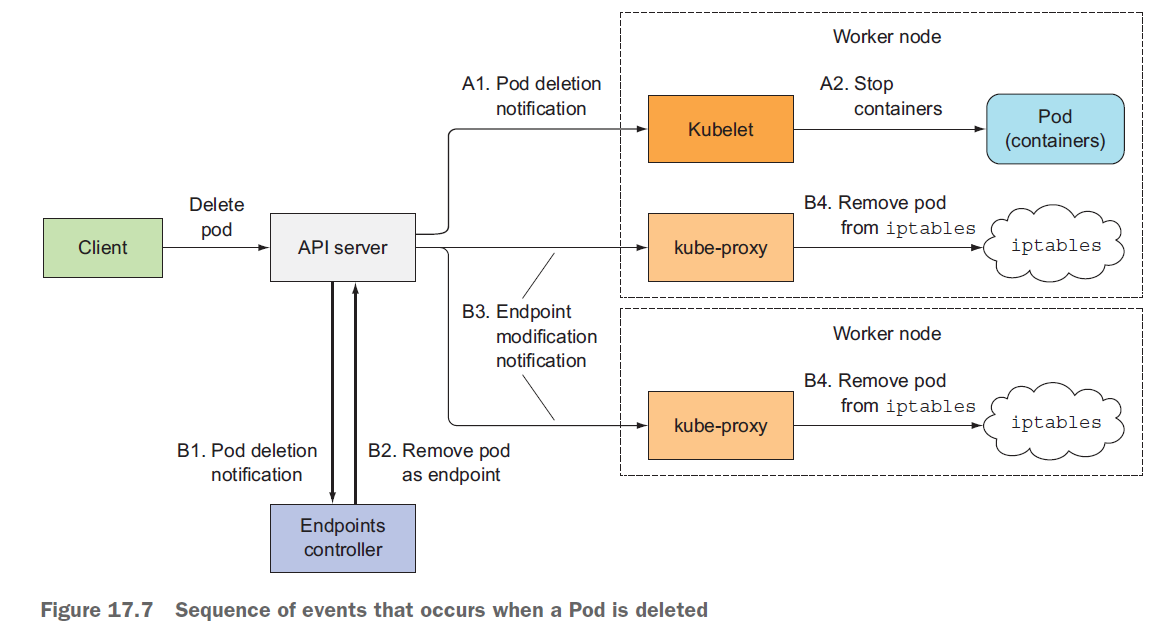 Worker node
A1. Pod deletion
notification
A2. Stop
containers
Kubelet
Pod
(containers)
Delete
pod
Client
API server
kube-proxy
B4. Remove pod
from iptables
iptables
B3. Endpoint
modification
notification
Worker node
kube-proxy
B4. Remove pod
from iptables
iptables
B1. Pod deletion
notification
B2. Remove pod
as endpoint
Endpoints
controller
Figure 17.7 Sequence of events that occurs when a Pod is deleted